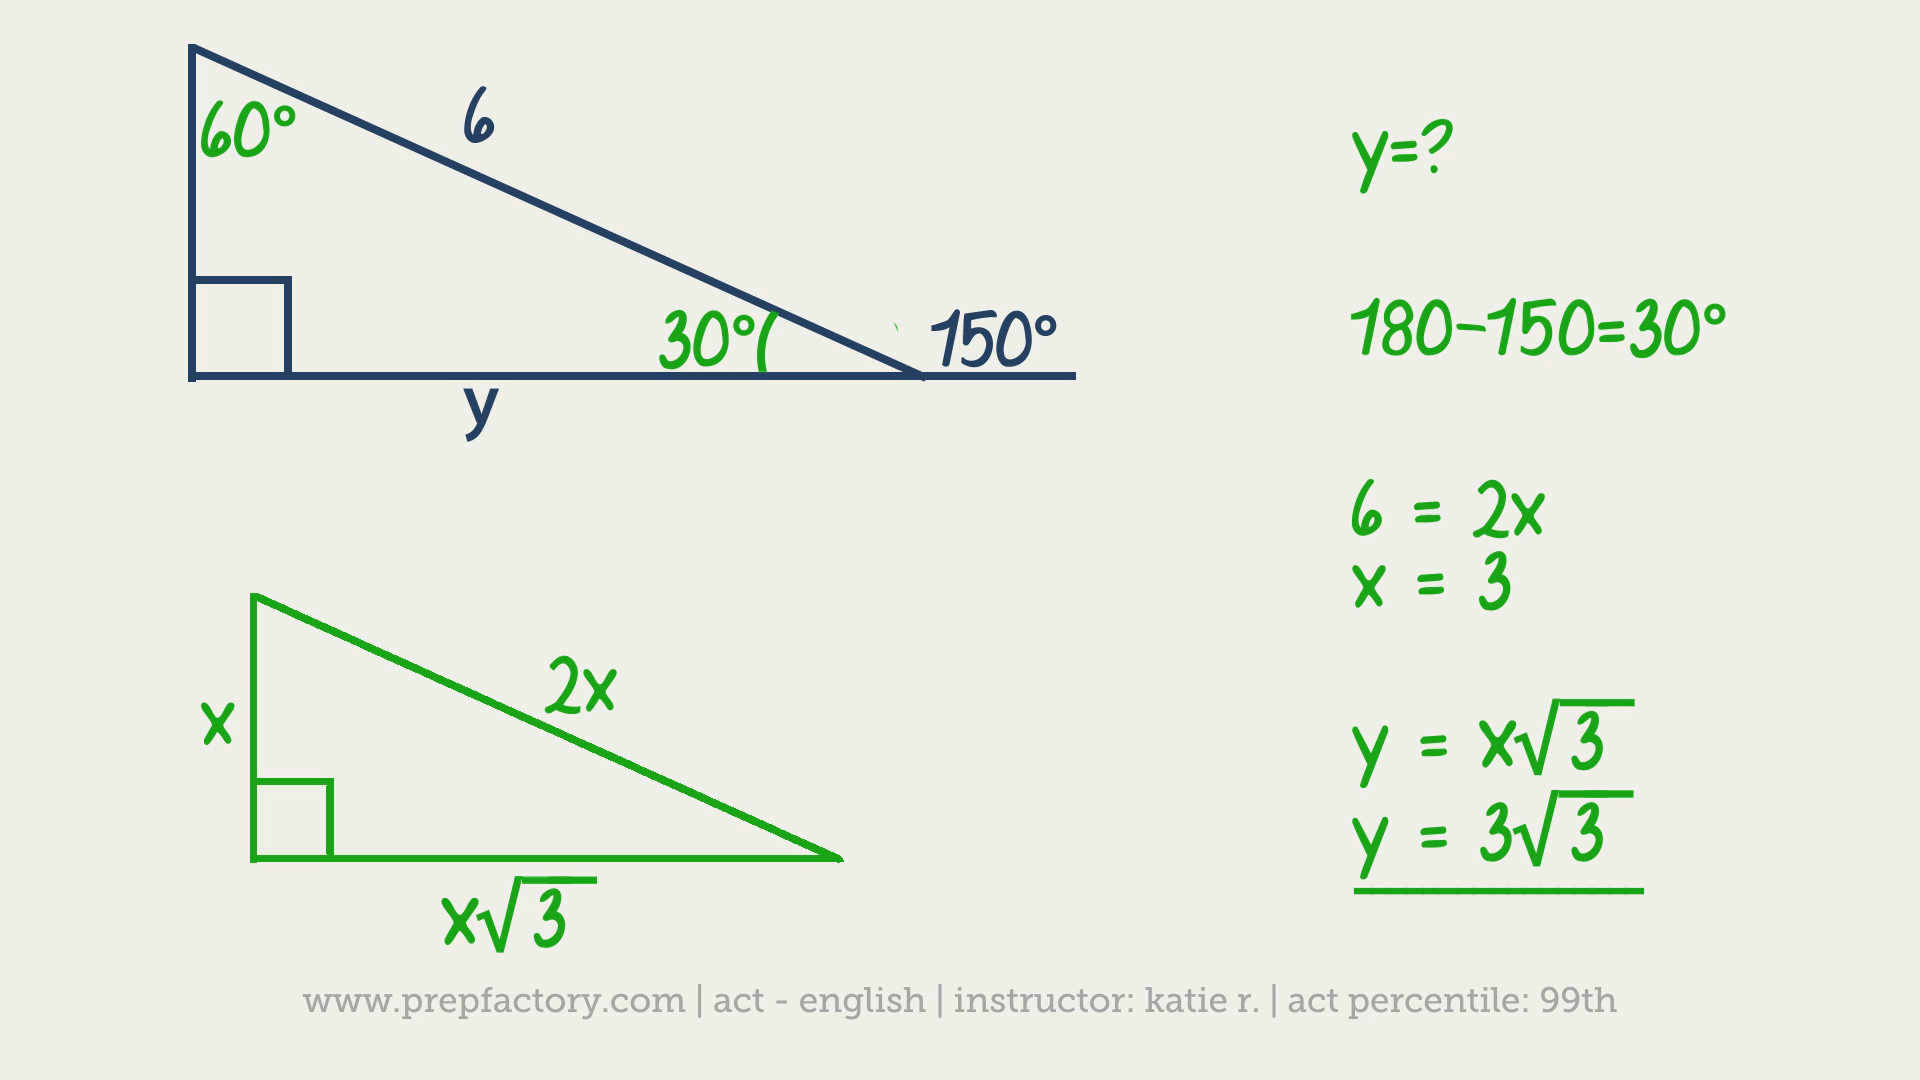 60°
6
30°(
150°
y
y=?
180-150=30°
6 = 2x
x = 3
x
2x
x√3
y = x√3
y = 3√3
www.prepfactory.com | act - english | instructor: katie r. | act percentile: 99th